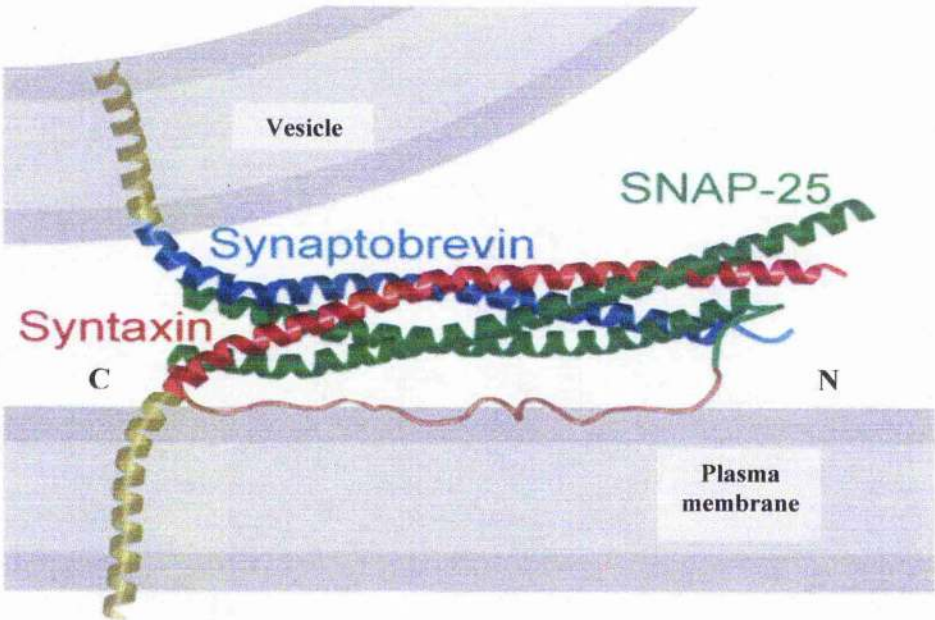 Vesicle
SNAP-25
Synaptobrevin
Syntaxin
C
N
Plasma
membrane